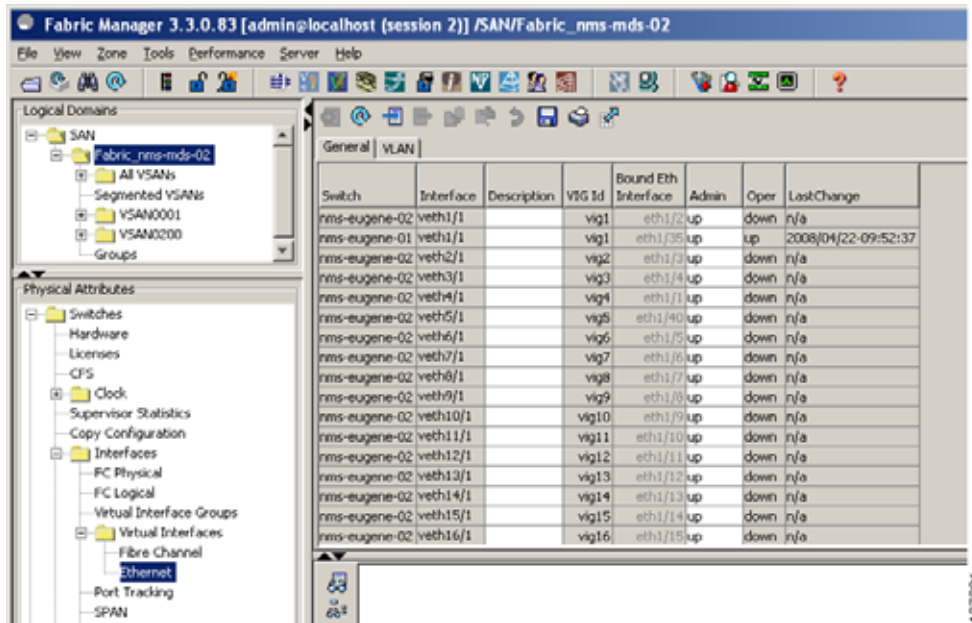 Fabric Manager 3.3.0.83 [admin@localhost (session 2)] /SAN/Fabric_nms-mds-02
File View Zone Tools Performance Server Help
Logical Domains
SAN
Fabric_nms-mds-02
All VSANs
Segmented VSANs
VSAN0001
VSAN0200
Groups
Physical Attributes
Switches
Hardware
Licenses
CFS
Clock
Supervisor Statistics
Copy Configuration
Interfaces
FC Physical
FC Logical
Virtual Interface Groups
Virtual Interfaces
Fibre Channel
Ethernet
Port Tracking
SPAN
General VLAN
Switch Interface Description VIG Id Bound Eth Interface Admin Oper LastChange
nms-eugene-02 veth1/1 vig1 eth1/2 up down n/a
nms-eugene-01 veth1/1 vig1 eth1/35 up up 2008/04/22-09:52:37
nms-eugene-02 veth2/1 vig2 eth1/3 up down n/a
nms-eugene-02 veth3/1 vig3 eth1/4 up down n/a
nms-eugene-02 veth4/1 vig4 eth1/1 up down n/a
nms-eugene-02 veth5/1 vig5 eth1/40 up down n/a
nms-eugene-02 veth6/1 vig6 eth1/5 up down n/a
nms-eugene-02 veth7/1 vig7 eth1/6 up down n/a
nms-eugene-02 veth8/1 vig8 eth1/7 up down n/a
nms-eugene-02 veth9/1 vig9 eth1/8 up down n/a
nms-eugene-02 veth10/1 vig10 eth1/9 up down n/a
nms-eugene-02 veth11/1 vig11 eth1/10 up down n/a
nms-eugene-02 veth12/1 vig12 eth1/11 up down n/a
nms-eugene-02 veth13/1 vig13 eth1/12 up down n/a
nms-eugene-02 veth14/1 vig14 eth1/13 up down n/a
nms-eugene-02 veth15/1 vig15 eth1/14 up down n/a
nms-eugene-02 veth16/1 vig16 eth1/15 up down n/a